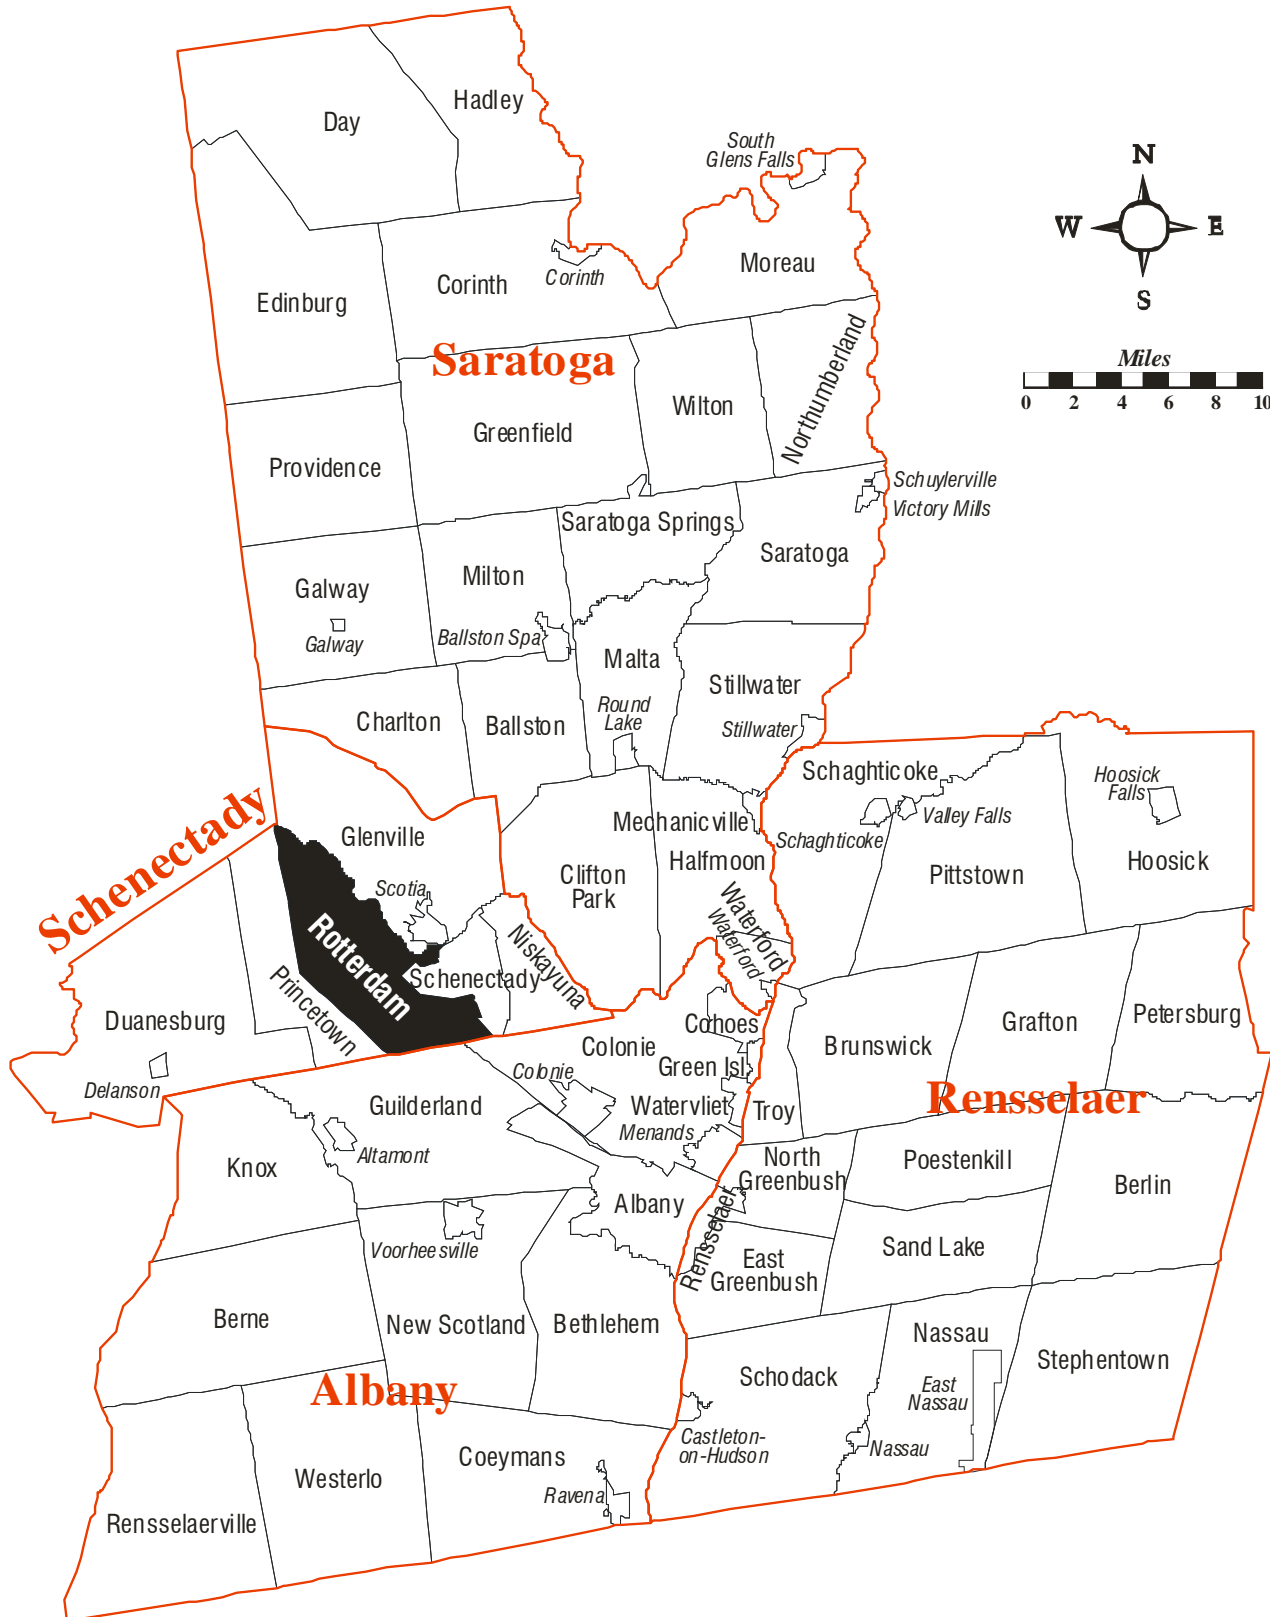 Hadley
Day
South
Glens Falls
N
W
E
S
Moreau
Corinth
Corinth
Edinburg
Saratoga
Northumberland
Miles
0 2 4 6 8 10
Wilton
Greenfield
Providence
Schuylerville
Victory Mills
Saratoga Springs
Saratoga
Milton
Galway
Galway
Ballston Spa
Malta
Stillwater
Round
Lake
Stillwater
Charlton
Ballston
Schaghticoke
Hoosick
Falls
Schenectady
Glenville
Mechanicville
Schaghticoke
Valley Falls
Halfmoon
Hoosick
Clifton
Park
Pittstown
Scotia
Waterford
Waterford
Rotterdam
Niskayuna
Schenectady
Princetown
Duanesburg
Delanson
Cohoes
Colonie
Green Isl
Brunswick
Grafton
Petersburg
Colonie
Rensselaer
Guilderland
Watervliet
Menands
Troy
Altamont
Knox
North
Greenbush
Poestenkill
Berlin
Albany
Rensselaer
Voorheesville
Sand Lake
East
Greenbush
Berne
New Scotland
Bethlehem
Nassau
Stephentown
Albany
Schodack
East
Nassau
Castleton-
on-Hudson
Nassau
Coeymans
Westerlo
Ravena
Rensselaerville